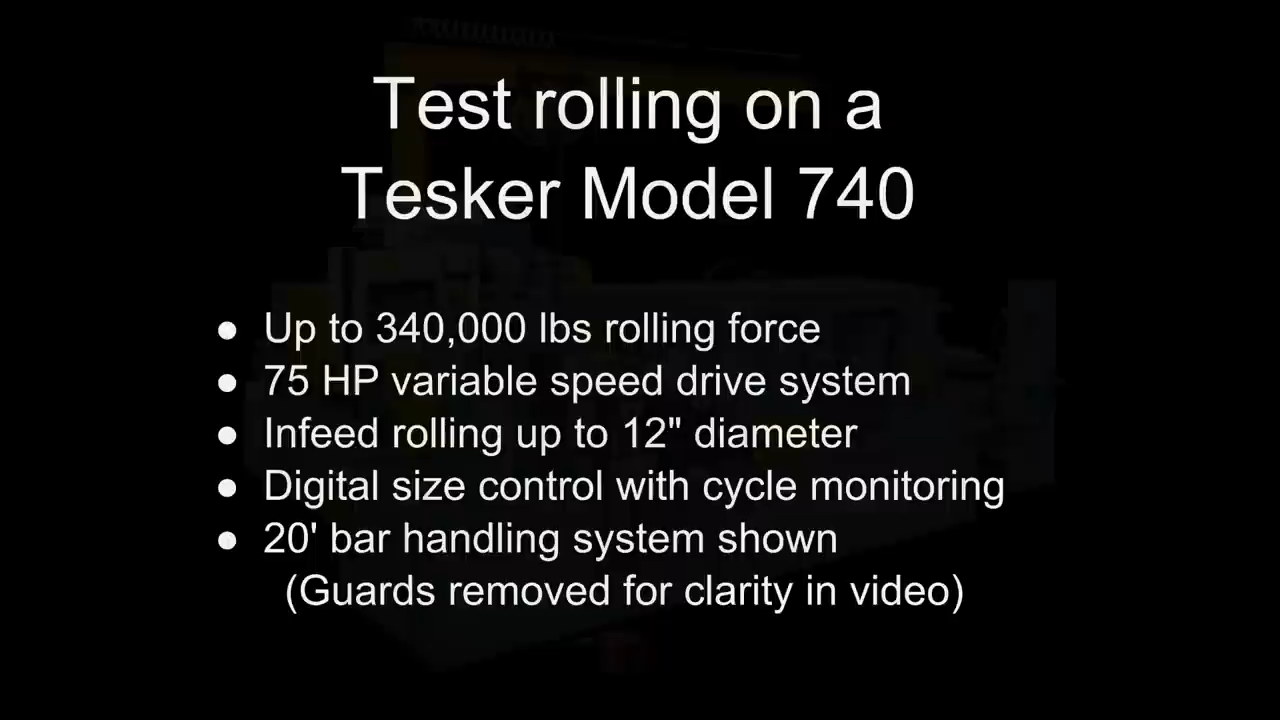 Test rolling on a
Tesker Model 740
● Up to 340,000 lbs rolling force
● 75 HP variable speed drive system
● Infeed rolling up to 12" diameter
● Digital size control with cycle monitoring
● 20' bar handling system shown
(Guards removed for clarity in video)